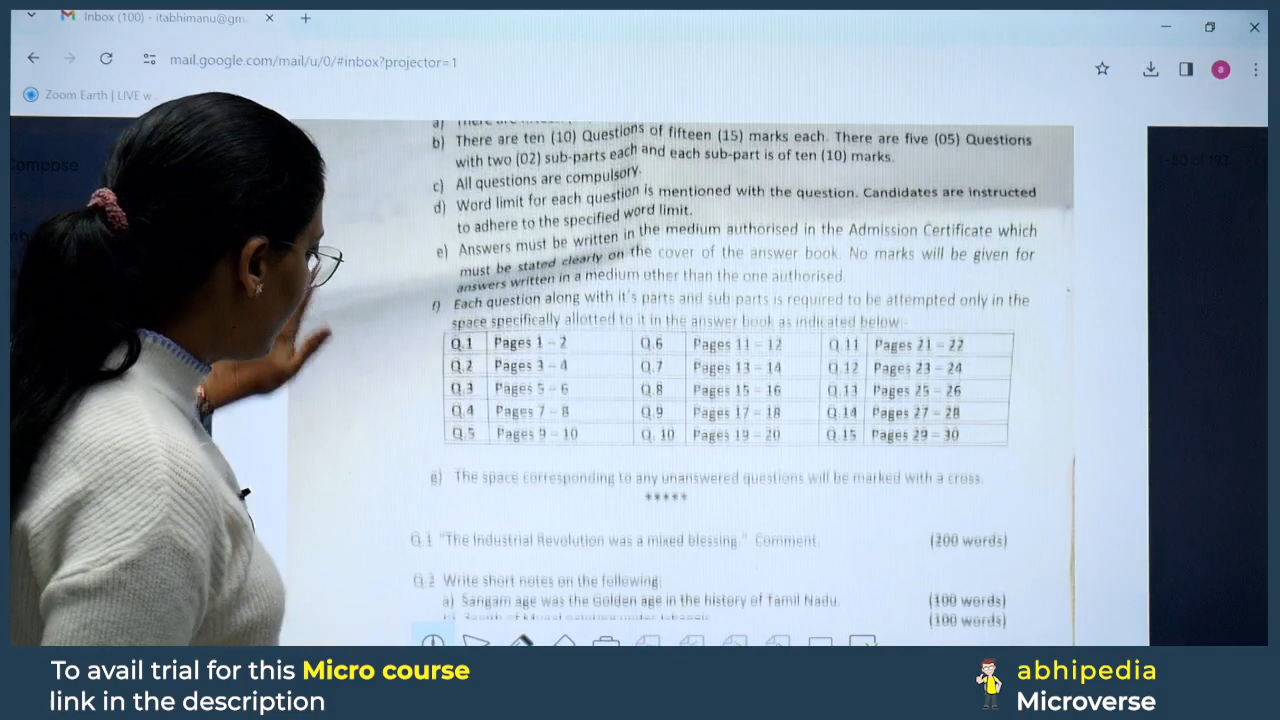 Inbox (100) - itabhimanu@gm
mail.google.com/mail/u/0/#inbox?projector=1
a
Zoom Earth | LIVE w
ompose
1-50 of 197
a) There are
b) There are ten (10) Questions of fifteen (15) marks each. There are five (05) Questions
with two (02) sub-parts each and each sub-part is of ten (10) marks.
c) All questions are compulsory.
d) Word limit for each question is mentioned with the question. Candidates are instructed
to adhere to the specified word limit.
e) Answers must be written in the medium authorised in the Admission Certificate which
must be stated clearly on the cover of the answer book. No marks will be given for
answers written in a medium other than the one authorised.
f) Each question along with it's parts and sub parts is required to be attempted only in the
space specifically allotted to it in the answer book as indicated below:-
Q.1 Pages 1 – 2 Q.6 Pages 11 – 12 Q.11 Pages 21 – 22
Q.2 Pages 3 – 4 Q.7 Pages 13 – 14 Q.12 Pages 23 – 24
Q.3 Pages 5 – 6 Q.8 Pages 15 – 16 Q.13 Pages 25 – 26
Q.4 Pages 7 – 8 Q.9 Pages 17 – 18 Q.14 Pages 27 – 28
Q.5 Pages 9 – 10 Q. 10 Pages 19 – 20 Q.15 Pages 29 – 30
g) The space corresponding to any unanswered questions will be marked with a cross.
*****
Q.1 "The Industrial Revolution was a mixed blessing." Comment. (200 words)
Q.2 Write short notes on the following:
a) Sangam age was the Golden age in the history of Tamil Nadu. (100 words)
(100 words)
To avail trial for this Micro course
link in the description
abhipedia
Microverse